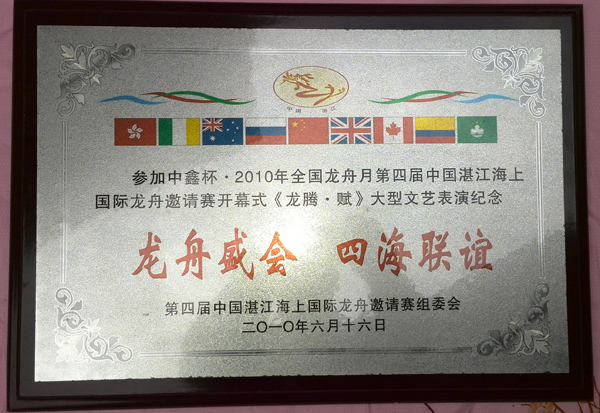 中国 · 湛江
参加中鑫杯·2010年全国龙舟月第四届中国湛江海上
国际龙舟邀请赛开幕式《龙腾·赋》大型文艺表演纪念
龙舟盛会 四海联谊
第四届中国湛江海上国际龙舟邀请赛组委会
二〇一〇年六月十六日